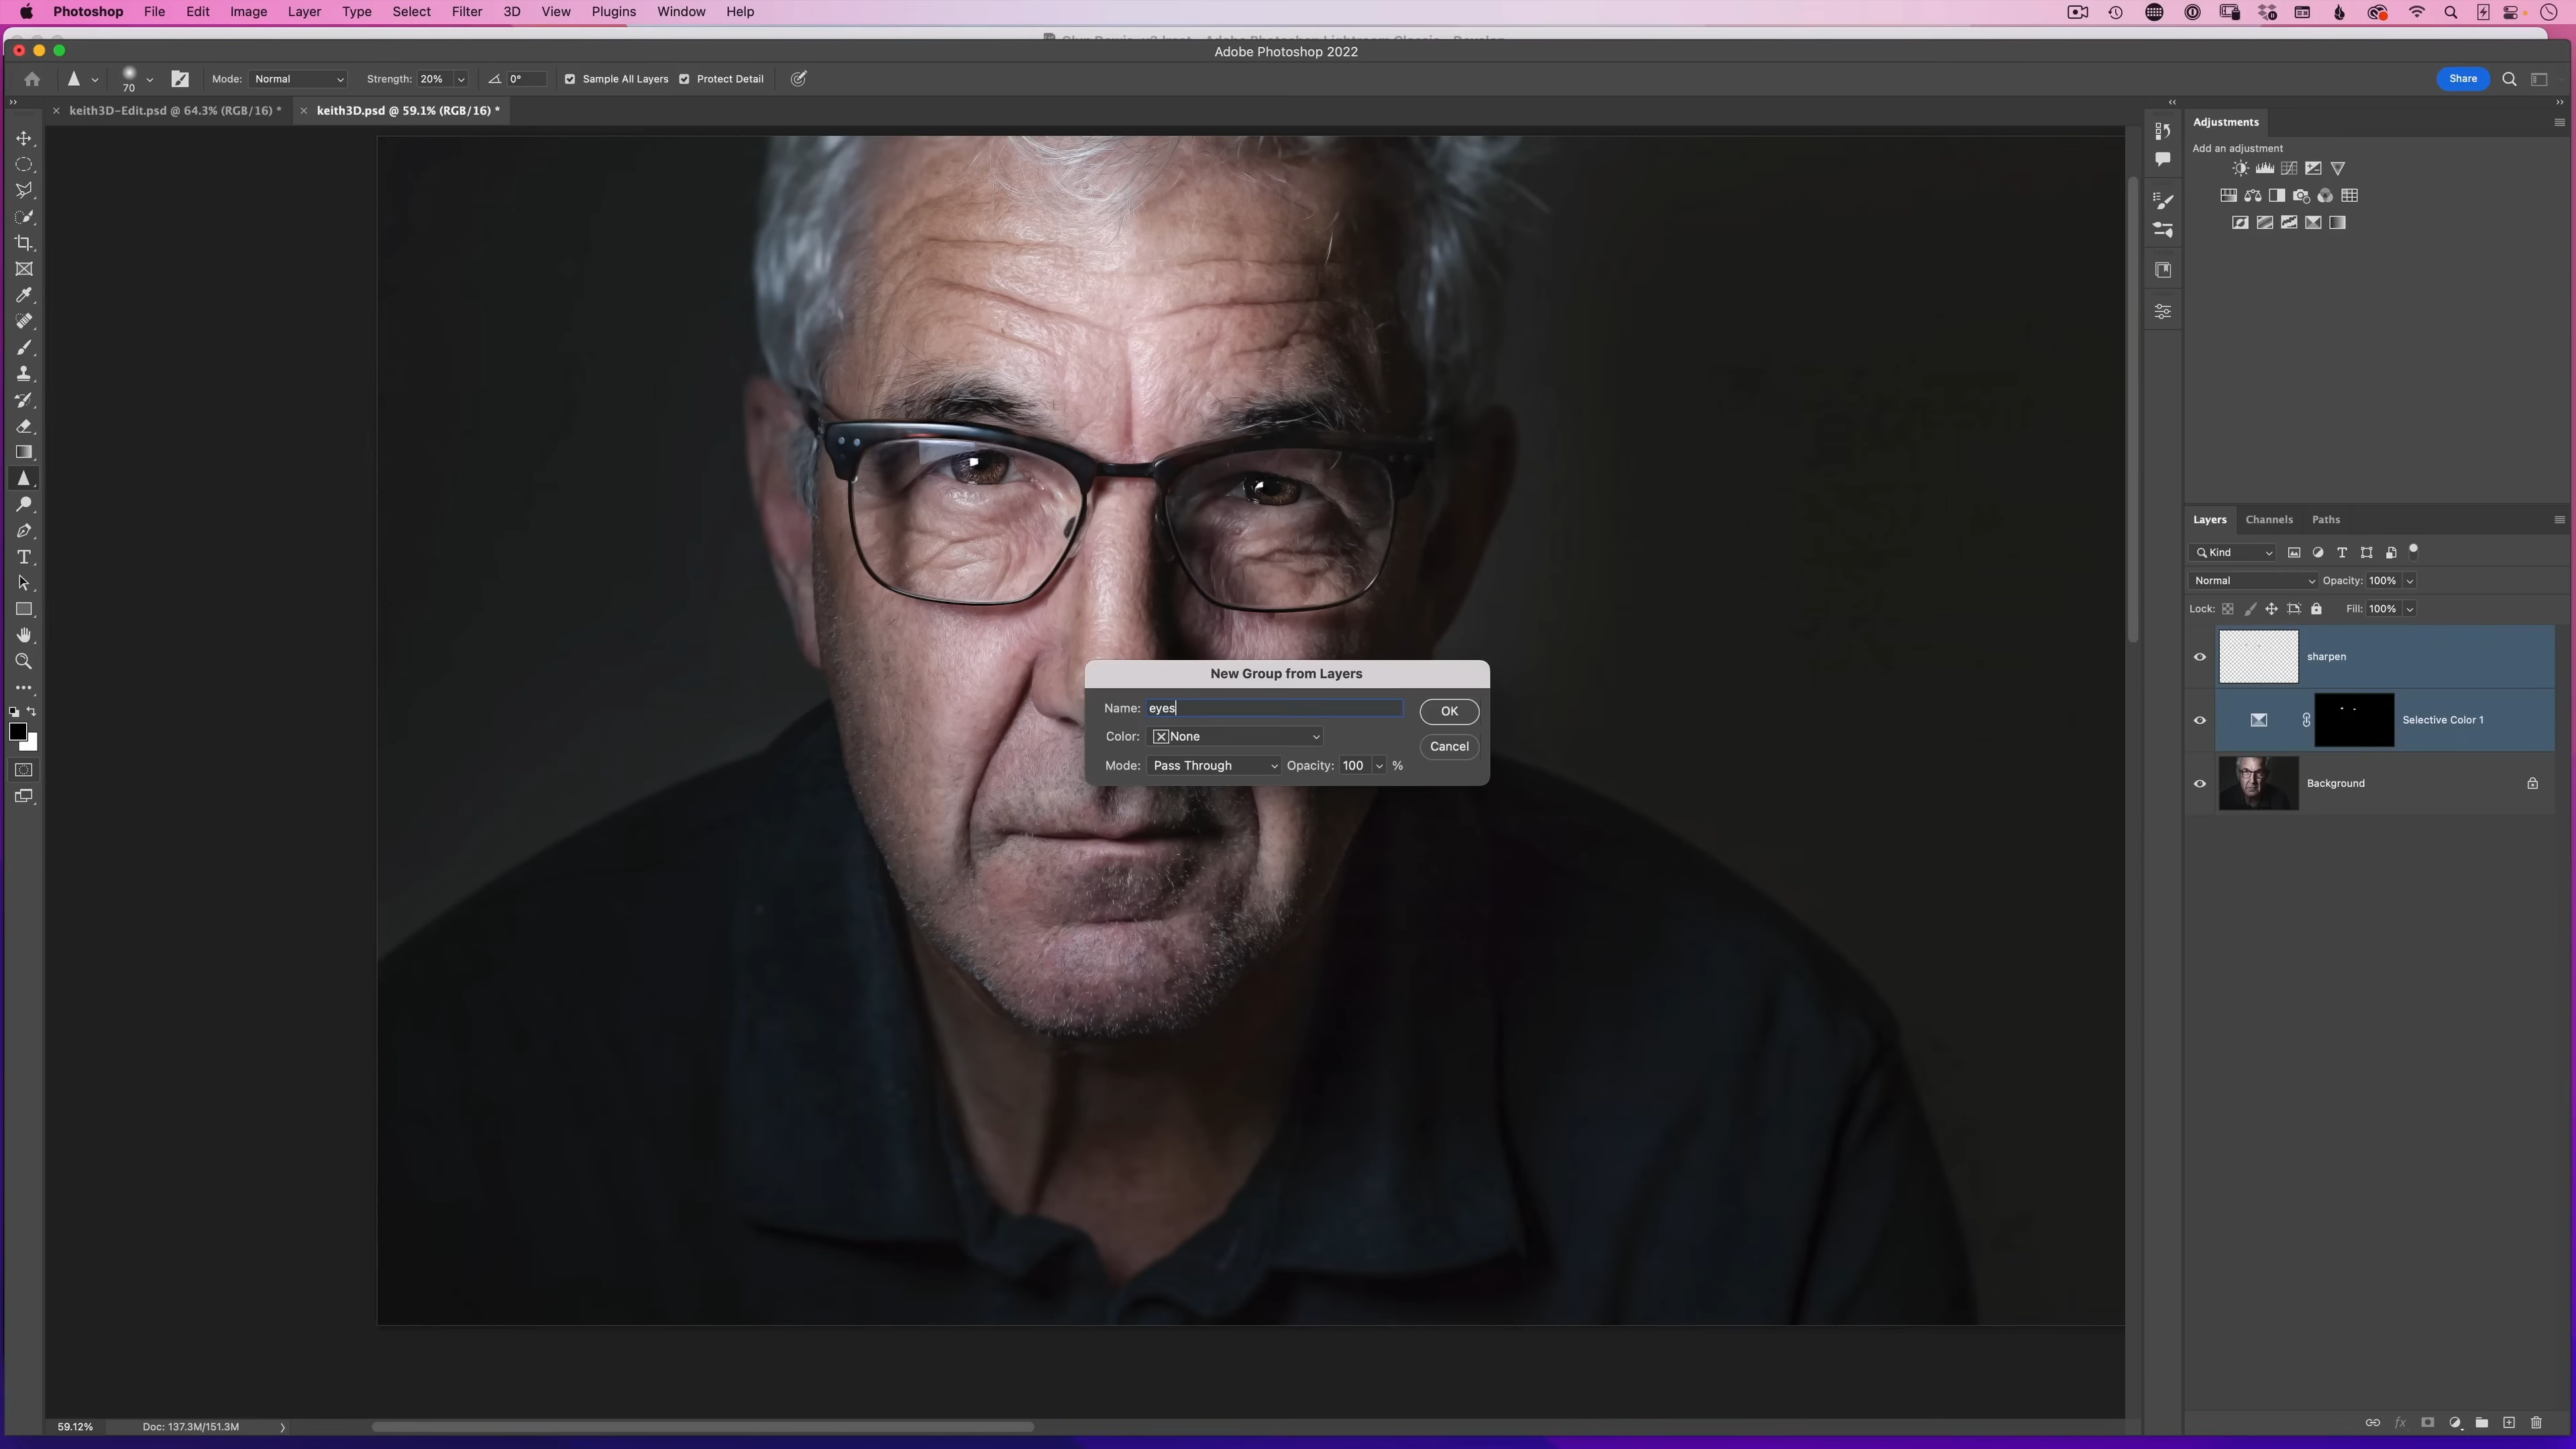 Photoshop File Edit Image Layer Type Select Filter 3D View Plugins Window Help
Adobe Photoshop 2022
70 Mode: Normal Strength: 20% 0° Sample All Layers Protect Detail Share
keith3D-Edit.psd @ 64.3% (RGB/16) * keith3D.psd @ 59.1% (RGB/16) *
Adjustments
Add an adjustment
Layers Channels Paths
Kind
Normal Opacity: 100%
Lock: Fill: 100%
sharpen
Selective Color 1
Background
New Group from Layers
Name: eyes
OK
Color: None
Cancel
Mode: Pass Through Opacity: 100 %
59.12% Doc: 137.3M/151.3M